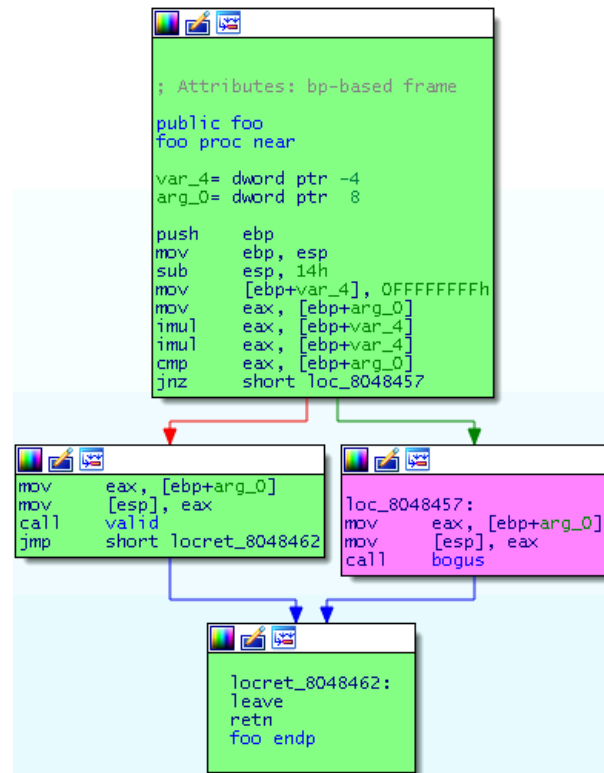 ; Attributes: bp-based frame
public foo
foo proc near
var_4= dword ptr -4
arg_0= dword ptr  8
push    ebp
mov     ebp, esp
sub     esp, 14h
mov     [ebp+var_4], 0FFFFFFFFh
mov     eax, [ebp+arg_0]
imul    eax, [ebp+var_4]
imul    eax, [ebp+var_4]
cmp     eax, [ebp+arg_0]
jnz     short loc_8048457
mov     eax, [ebp+arg_0]
mov     [esp], eax
call    valid
jmp     short locret_8048462
loc_8048457:
mov     eax, [ebp+arg_0]
mov     [esp], eax
call    bogus
locret_8048462:
leave
retn
foo endp